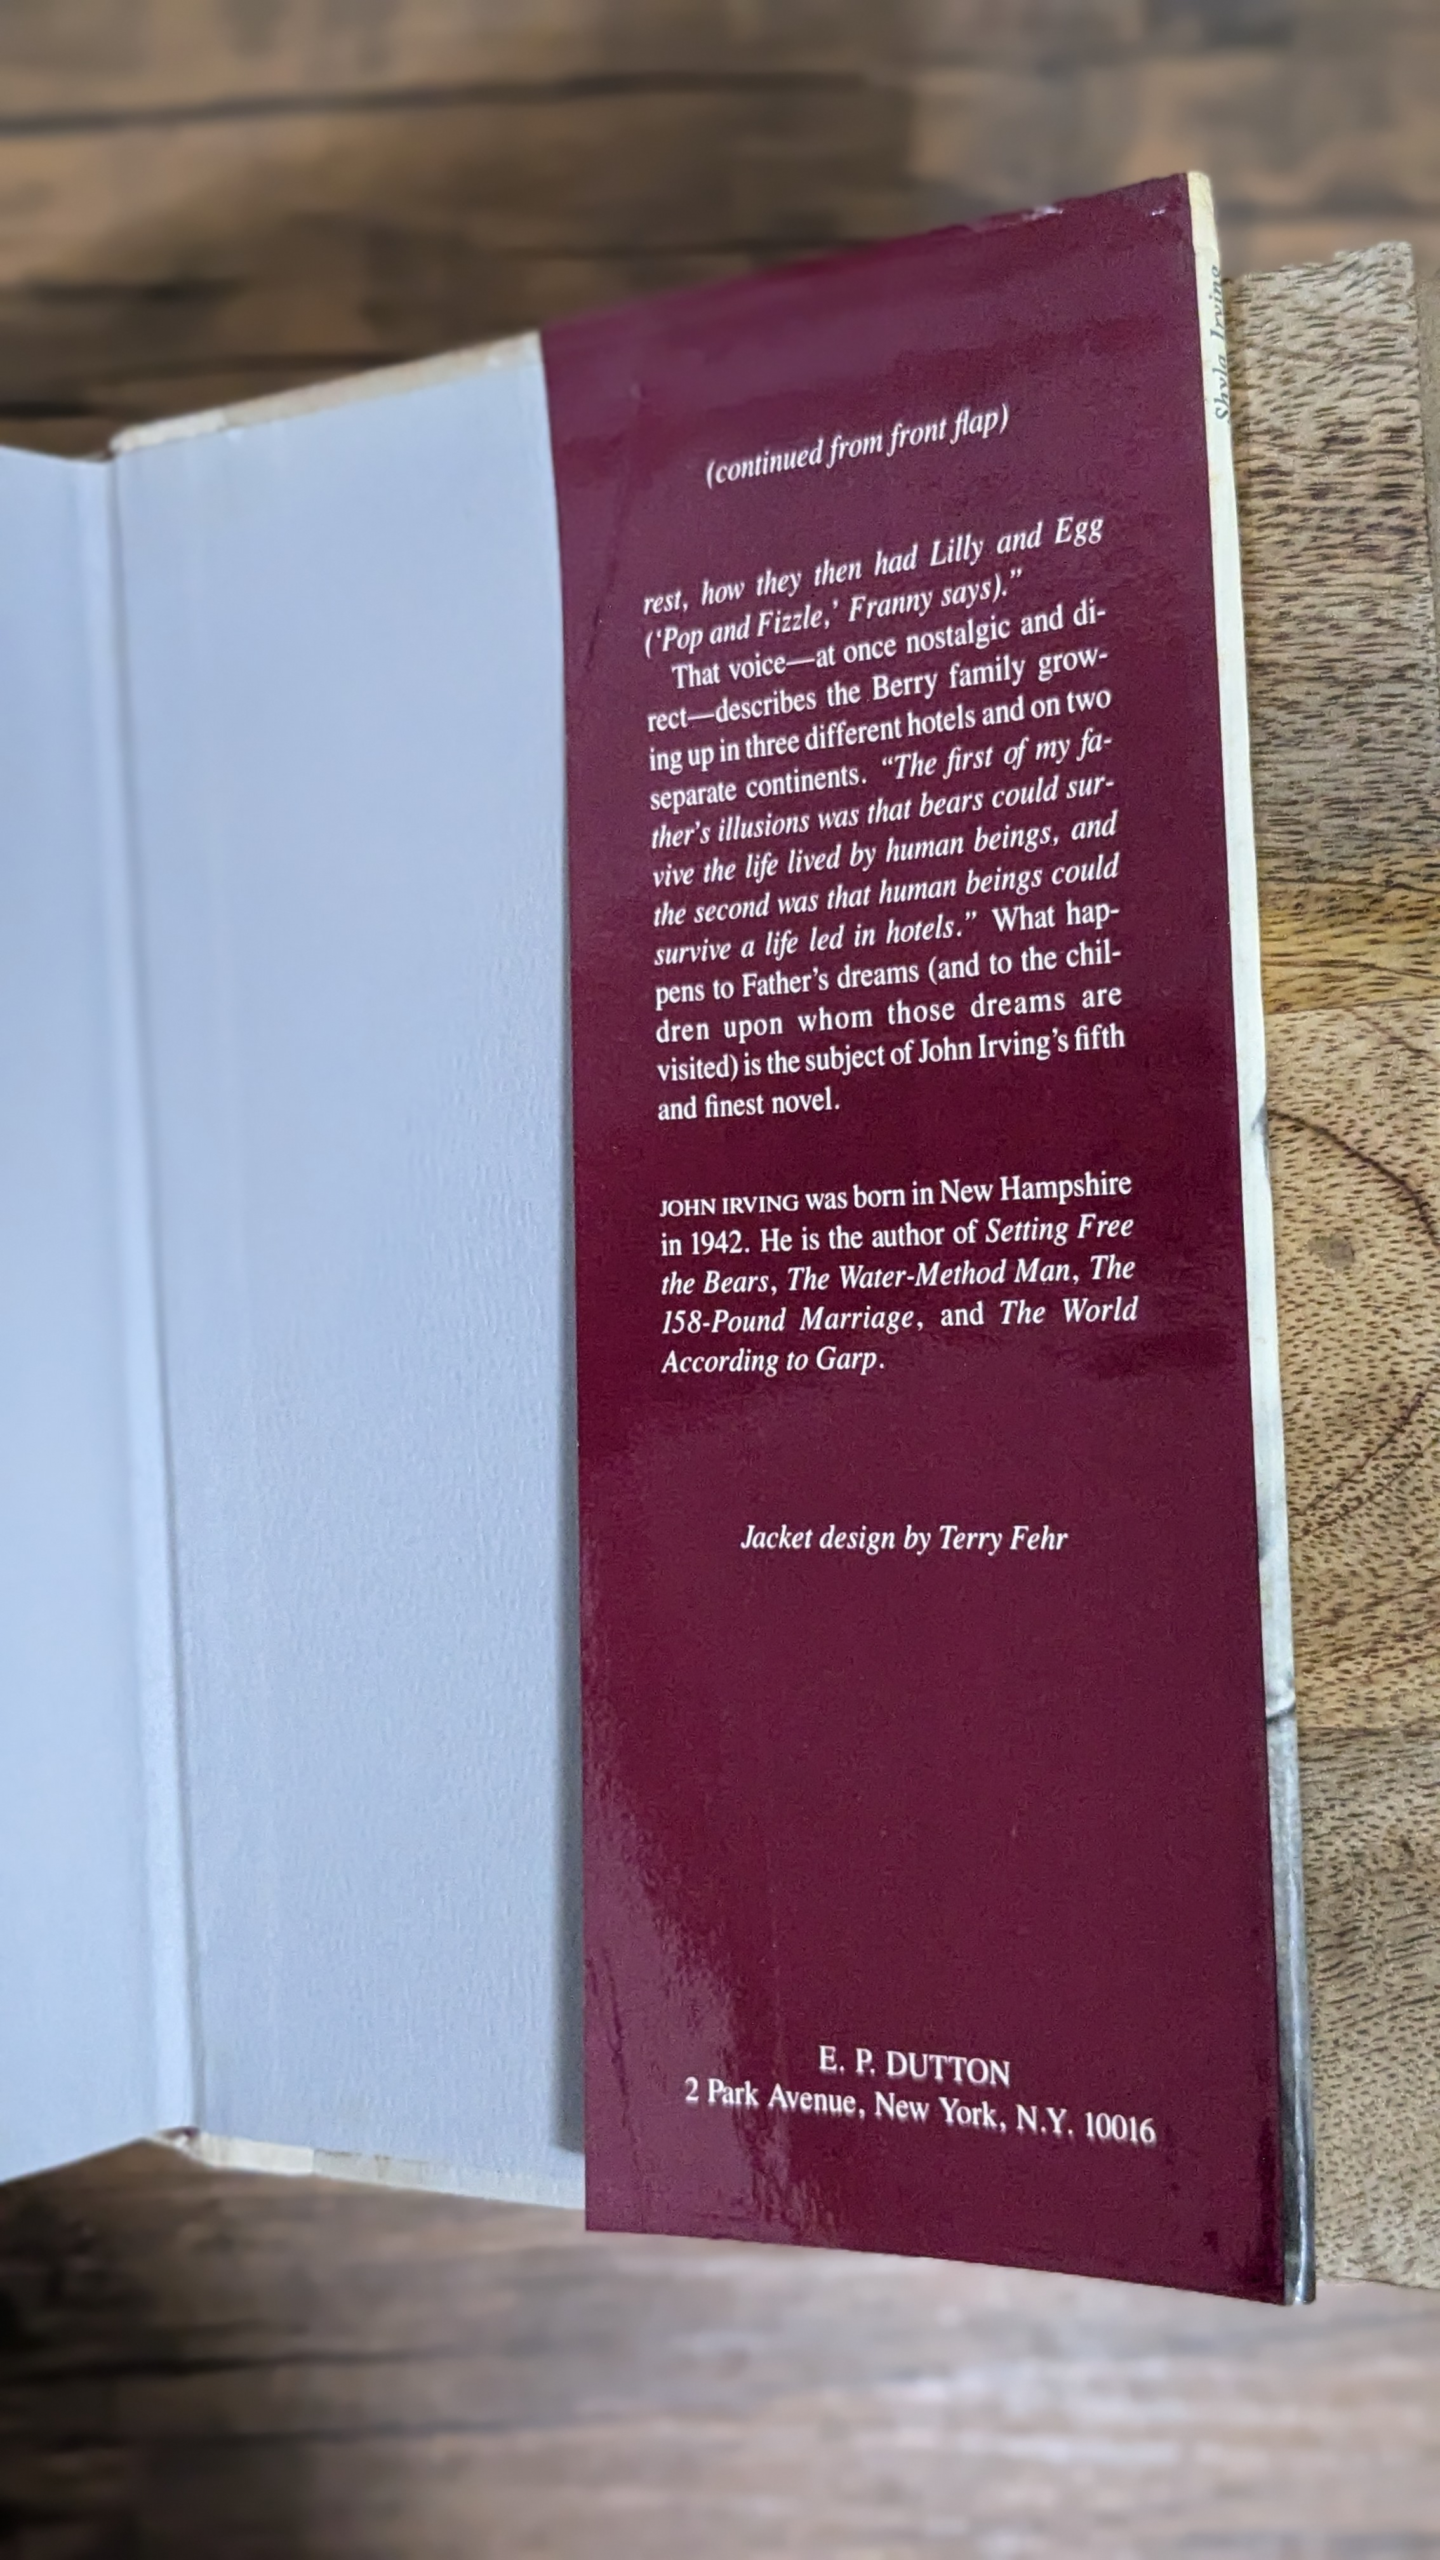 (continued from front flap)
rest, how they then had Lilly and Egg
(‘Pop and Fizzle,’ Franny says).”
That voice—at once nostalgic and di-
rect—describes the Berry family grow-
ing up in three different hotels and on two
separate continents. “The first of my fa-
ther’s illusions was that bears could sur-
vive the life lived by human beings, and
the second was that human beings could
survive a life led in hotels.” What hap-
pens to Father’s dreams (and to the chil-
dren upon whom those dreams are
visited) is the subject of John Irving’s fifth
and finest novel.
JOHN IRVING was born in New Hampshire
in 1942. He is the author of Setting Free
the Bears, The Water-Method Man, The
158-Pound Marriage, and The World
According to Garp.
Jacket design by Terry Fehr
E. P. DUTTON
2 Park Avenue, New York, N.Y. 10016
Shyla Irving